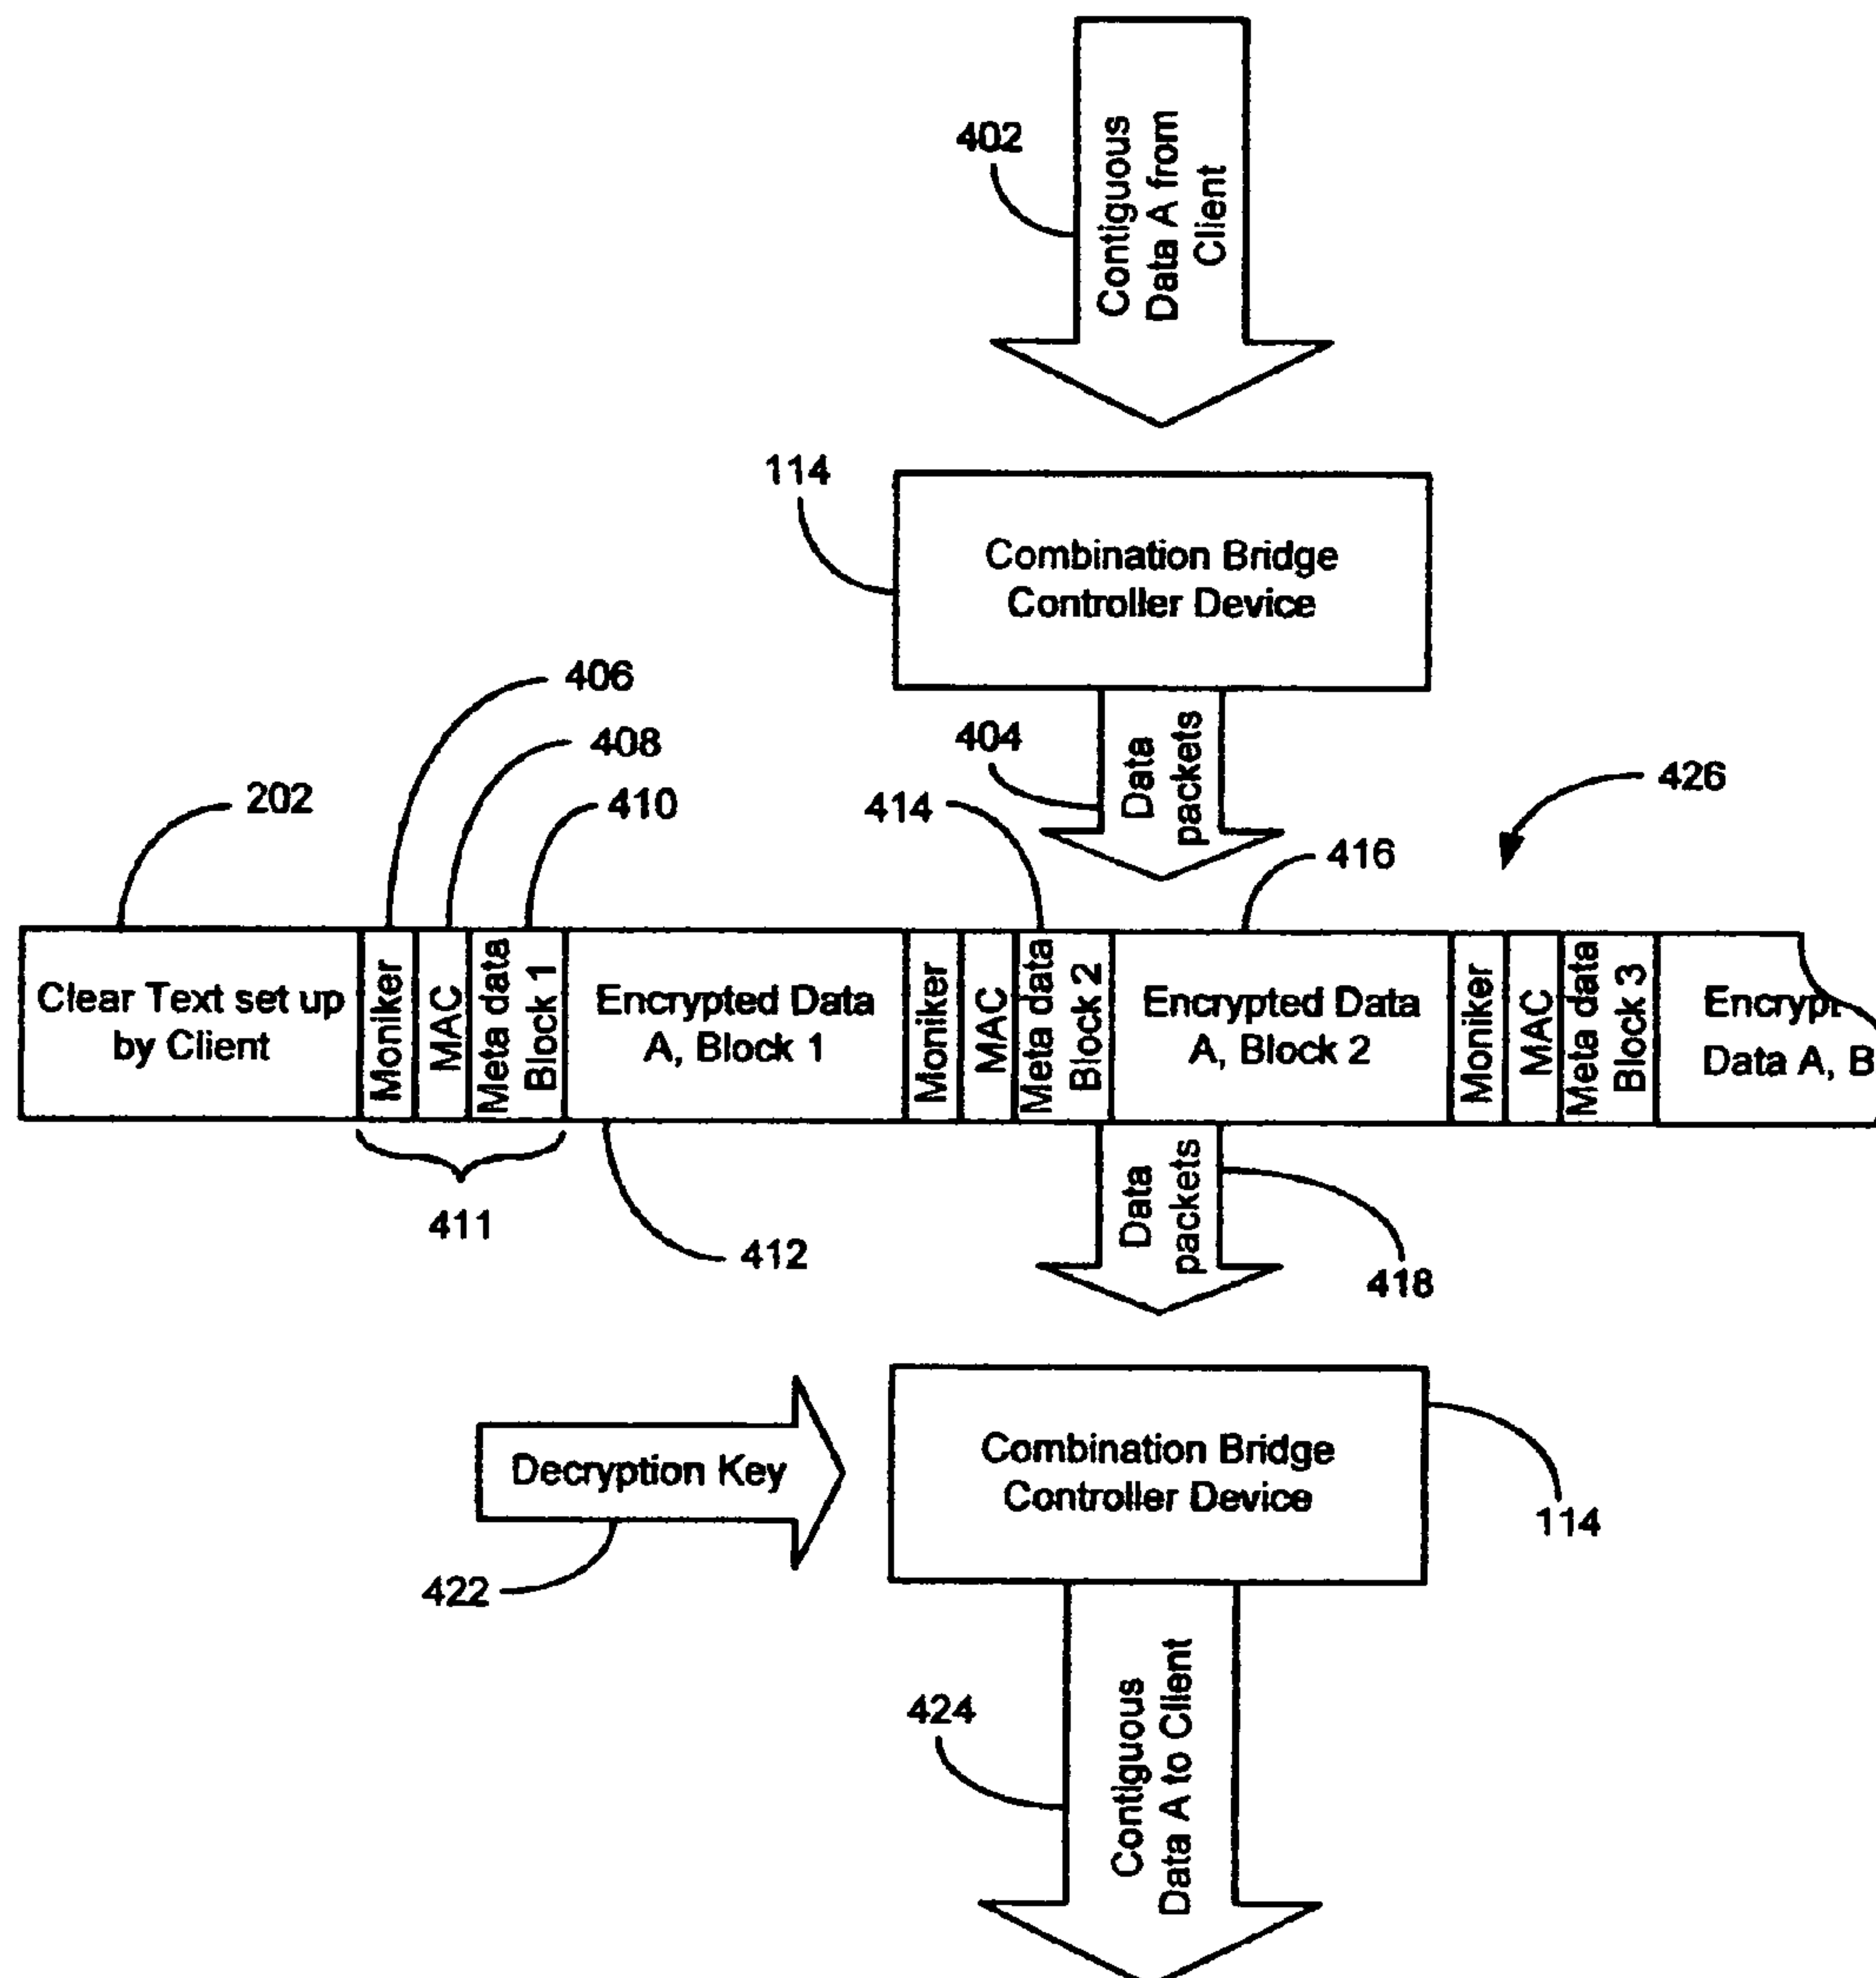 402
Contiguous
Data A from
Client
114
Combination Bridge
Controller Device
406
408
404
Data
packets
202
410
414
426
416
Clear Text set up
by Client
Moniker
MAC
Meta data
Block 1
Encrypted Data
A, Block 1
Moniker
MAC
Meta data
Block 2
Encrypted Data
A, Block 2
Moniker
MAC
Meta data
Block 3
Encryp
Data A, B
411
412
Data
packets
418
Decryption Key
422
Combination Bridge
Controller Device
114
424
Contiguous
Data A to Client